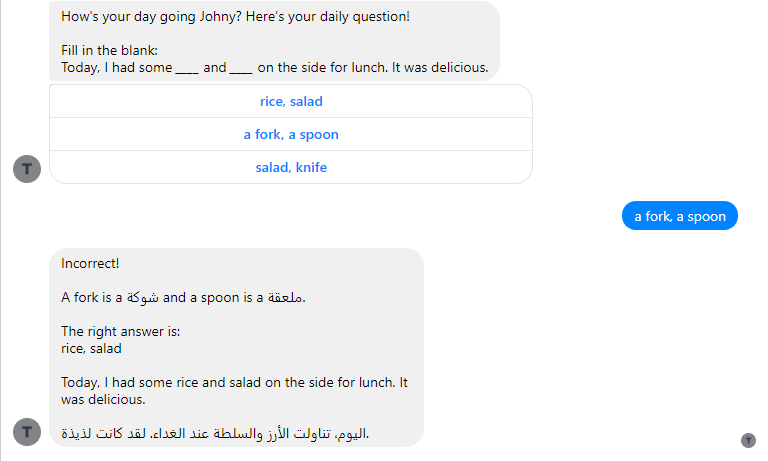 How's your day going Johny? Here's your daily question!
Fill in the blank:
Today, I had some ____ and ____ on the side for lunch. It was delicious.
rice, salad
a fork, a spoon
salad, knife
T
a fork, a spoon
Incorrect!
A fork is a شوكة and a spoon is a ملعقة.
The right answer is:
rice, salad
Today, I had some rice and salad on the side for lunch. It
was delicious.
اليوم، تناولت الأرز والسلطة عند الغداء. لقد كانت لذيذة.
T
T